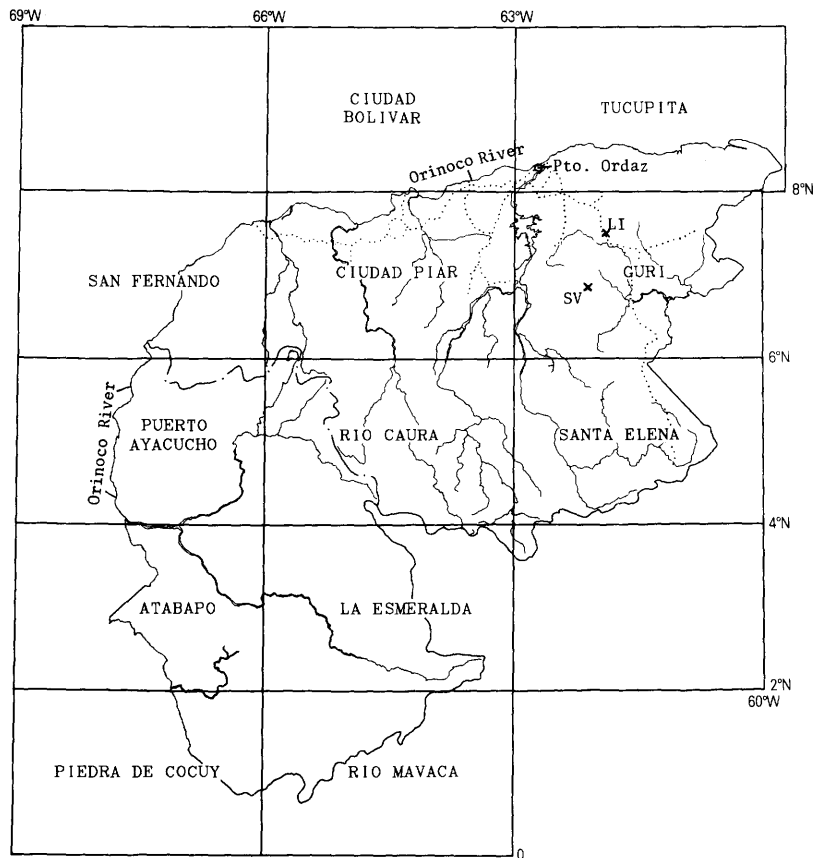 69°W
66°W
63°W
CIUDAD
BOLIVAR
TUCUPITA
Orinoco River
Pto. Ordaz
8°N
LI
SAN FERNANDO
CIUDAD PIAR
GURI
SV
6°N
Orinoco River
PUERTO
AYACUCHO
RIO CAURA
SANTA ELENA
4°N
ATABAPO
LA ESMERALDA
2°N
60°W
PIEDRA DE COCUY
RIO MAVACA
0